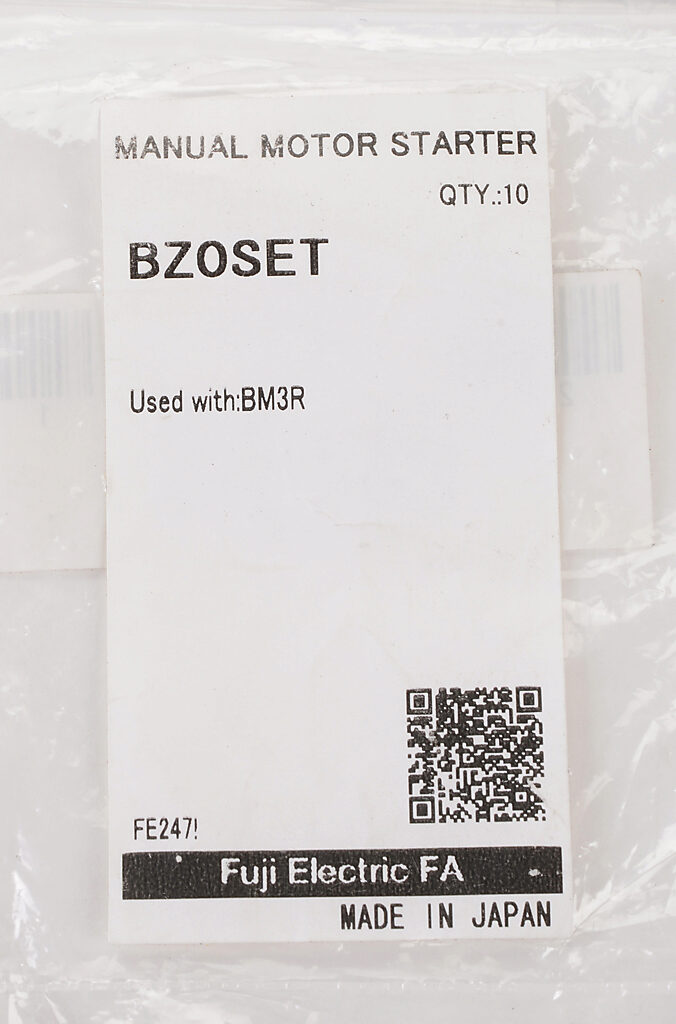 MANUAL MOTOR STARTER
QTY.:10
BZ0SET
Used with:BM3R
FE247!
Fuji Electric FA
MADE IN JAPAN